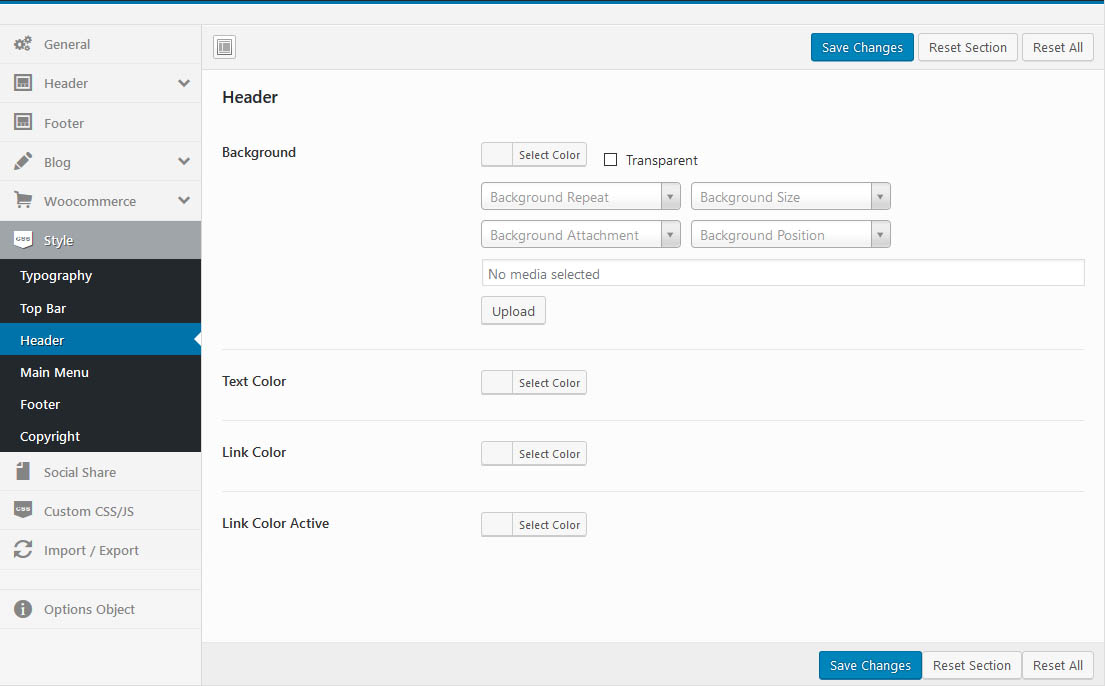 General
Header
Footer
Blog
Woocommerce
CSS Style
Typography
Top Bar
Header
Main Menu
Footer
Copyright
Social Share
CSS Custom CSS/JS
Import / Export
Options Object
Save Changes Reset Section Reset All
Header
Background Select Color Transparent
Background Repeat Background Size
Background Attachment Background Position
No media selected
Upload
Text Color Select Color
Link Color Select Color
Link Color Active Select Color
Save Changes Reset Section Reset All